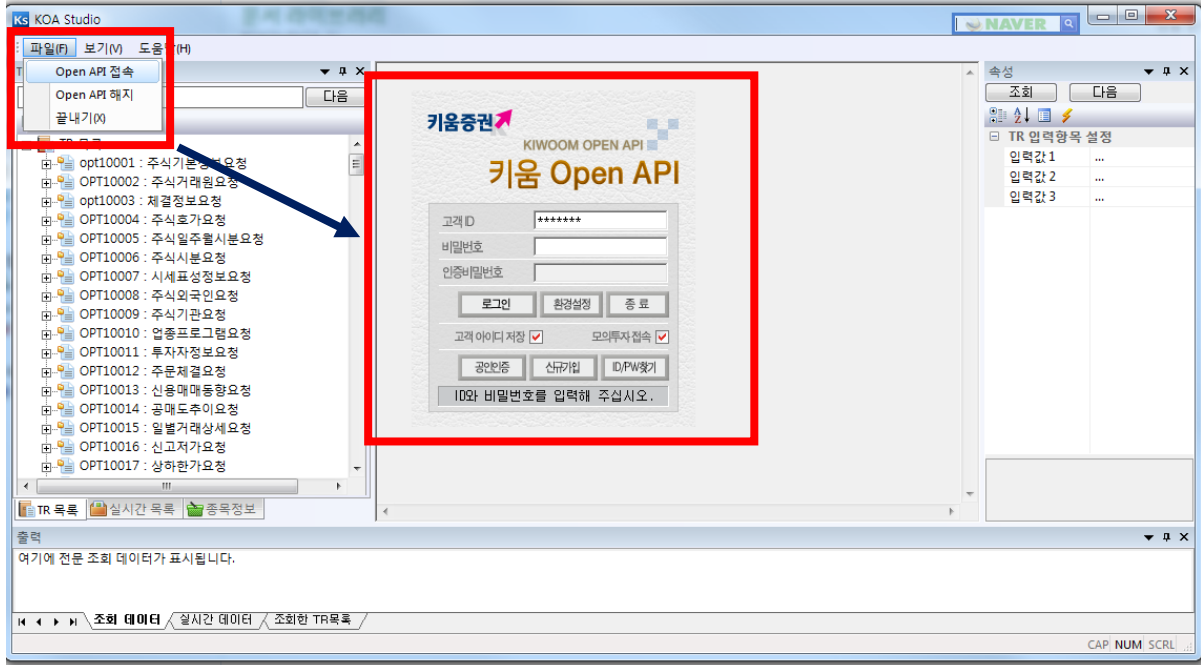 KOA Studio
NAVER
파일(F) 보기(V) 도움말(H)
Open API 접속
Open API 해지
끝내기(X)
다음
opt10001 : 주식기본정보요청
OPT10002 : 주식거래원요청
opt10003 : 체결정보요청
OPT10004 : 주식호가요청
OPT10005 : 주식일주월시분요청
OPT10006 : 주식시분요청
OPT10007 : 시세표성정보요청
OPT10008 : 주식외국인요청
OPT10009 : 주식기관요청
OPT10010 : 업종프로그램요청
OPT10011 : 투자자정보요청
OPT10012 : 주문체결요청
OPT10013 : 신용매매동향요청
OPT10014 : 공매도추이요청
OPT10015 : 일별거래상세요청
OPT10016 : 신고저가요청
OPT10017 : 상하한가요청
TR 목록 실시간 목록 종목정보
키움증권
KIWOOM OPEN API
키움 Open API
고객 ID *******
비밀번호
인증비밀번호
로그인 환경설정 종 료
고객 아이디 저장 모의투자 접속
공인인증 신규가입 ID/PW찾기
ID와 비밀번호를 입력해 주십시오.
속성
조회 다음
TR 입력항목 설정
입력값 1 ...
입력값 2 ...
입력값 3 ...
출력
여기에 전문 조회 데이터가 표시됩니다.
조회 데이터 실시간 데이터 조회한 TR목록
CAP NUM SCRL